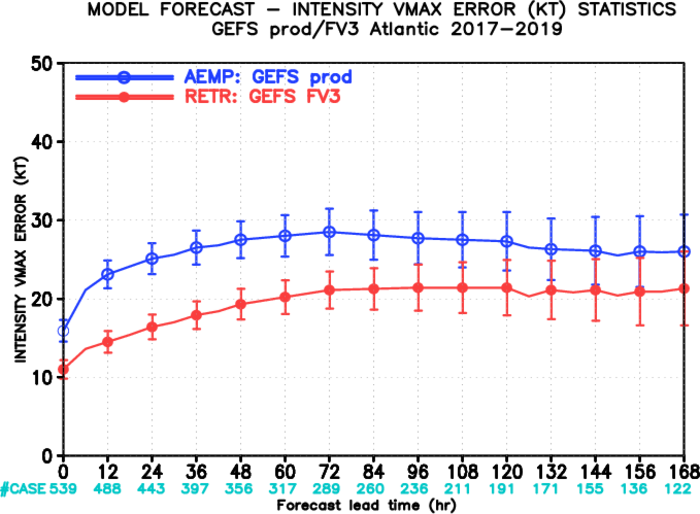 MODEL FORECAST – INTENSITY VMAX ERROR (KT) STATISTICS
GEFS prod/FV3 Atlantic 2017–2019
INTENSITY VMAX ERROR (KT)
50
40
30
20
10
0
AEMP: GEFS prod
RETR: GEFS FV3
0 12 24 36 48 60 72 84 96 108 120 132 144 156 168
#CASE 539 488 443 397 356 317 289 260 236 211 191 171 155 136 122
Forecast lead time (hr)